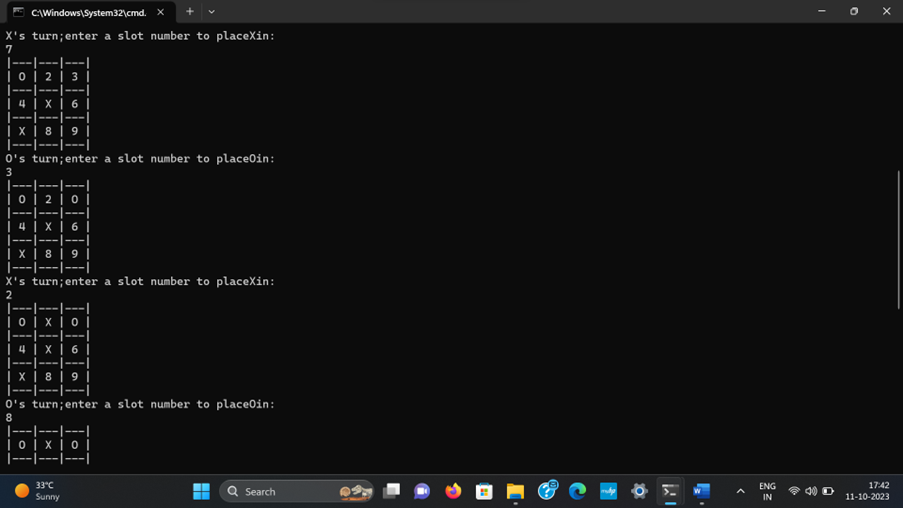 C:\Windows\System32\cmd.
X's turn;enter a slot number to placeXin:
7
|---|---|---|
| O | 2 | 3 |
|---|---|---|
| 4 | X | 6 |
|---|---|---|
| X | 8 | 9 |
|---|---|---|
O's turn;enter a slot number to placeOin:
3
|---|---|---|
| O | 2 | O |
|---|---|---|
| 4 | X | 6 |
|---|---|---|
| X | 8 | 9 |
|---|---|---|
X's turn;enter a slot number to placeXin:
2
|---|---|---|
| O | X | O |
|---|---|---|
| 4 | X | 6 |
|---|---|---|
| X | 8 | 9 |
|---|---|---|
O's turn;enter a slot number to placeOin:
8
|---|---|---|
| O | X | O |
|---|---|---|
33°C
Sunny
Search
myhp
W
ENG
IN
17:42
11-10-2023